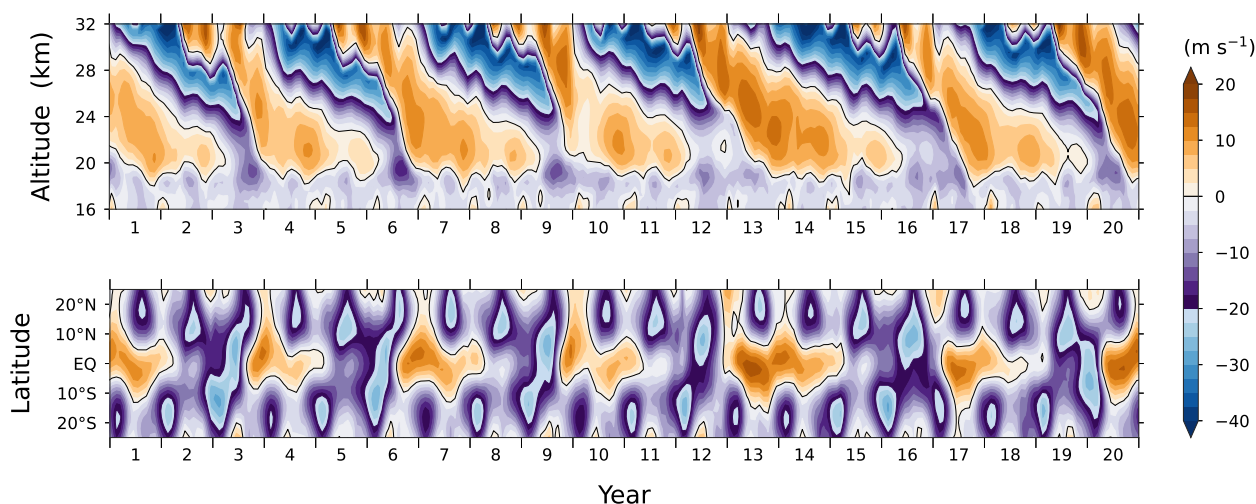 32
28
24
20
16
Altitude (km)
1 2 3 4 5 6 7 8 9 10 11 12 13 14 15 16 17 18 19 20
20°N
10°N
EQ
10°S
20°S
Latitude
1 2 3 4 5 6 7 8 9 10 11 12 13 14 15 16 17 18 19 20
Year
(m s⁻¹)
20
10
0
−10
−20
−30
−40